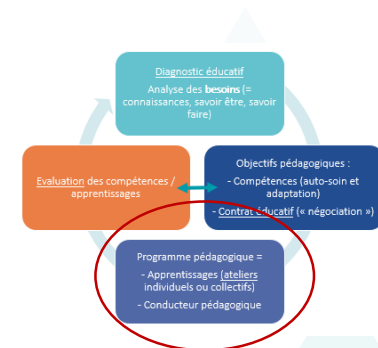 Diagnostic éducatif
Analyse des besoins (=
connaissances, savoir être, savoir
faire)
Evaluation des compétences /
apprentissages
Objectifs pédagogiques :
- Compétences (auto-soin et
adaptation)
- Contrat éducatif (« négociation »)
Programme pédagogique =
- Apprentissages (ateliers
individuels ou collectifs)
- Conducteur pédagogique